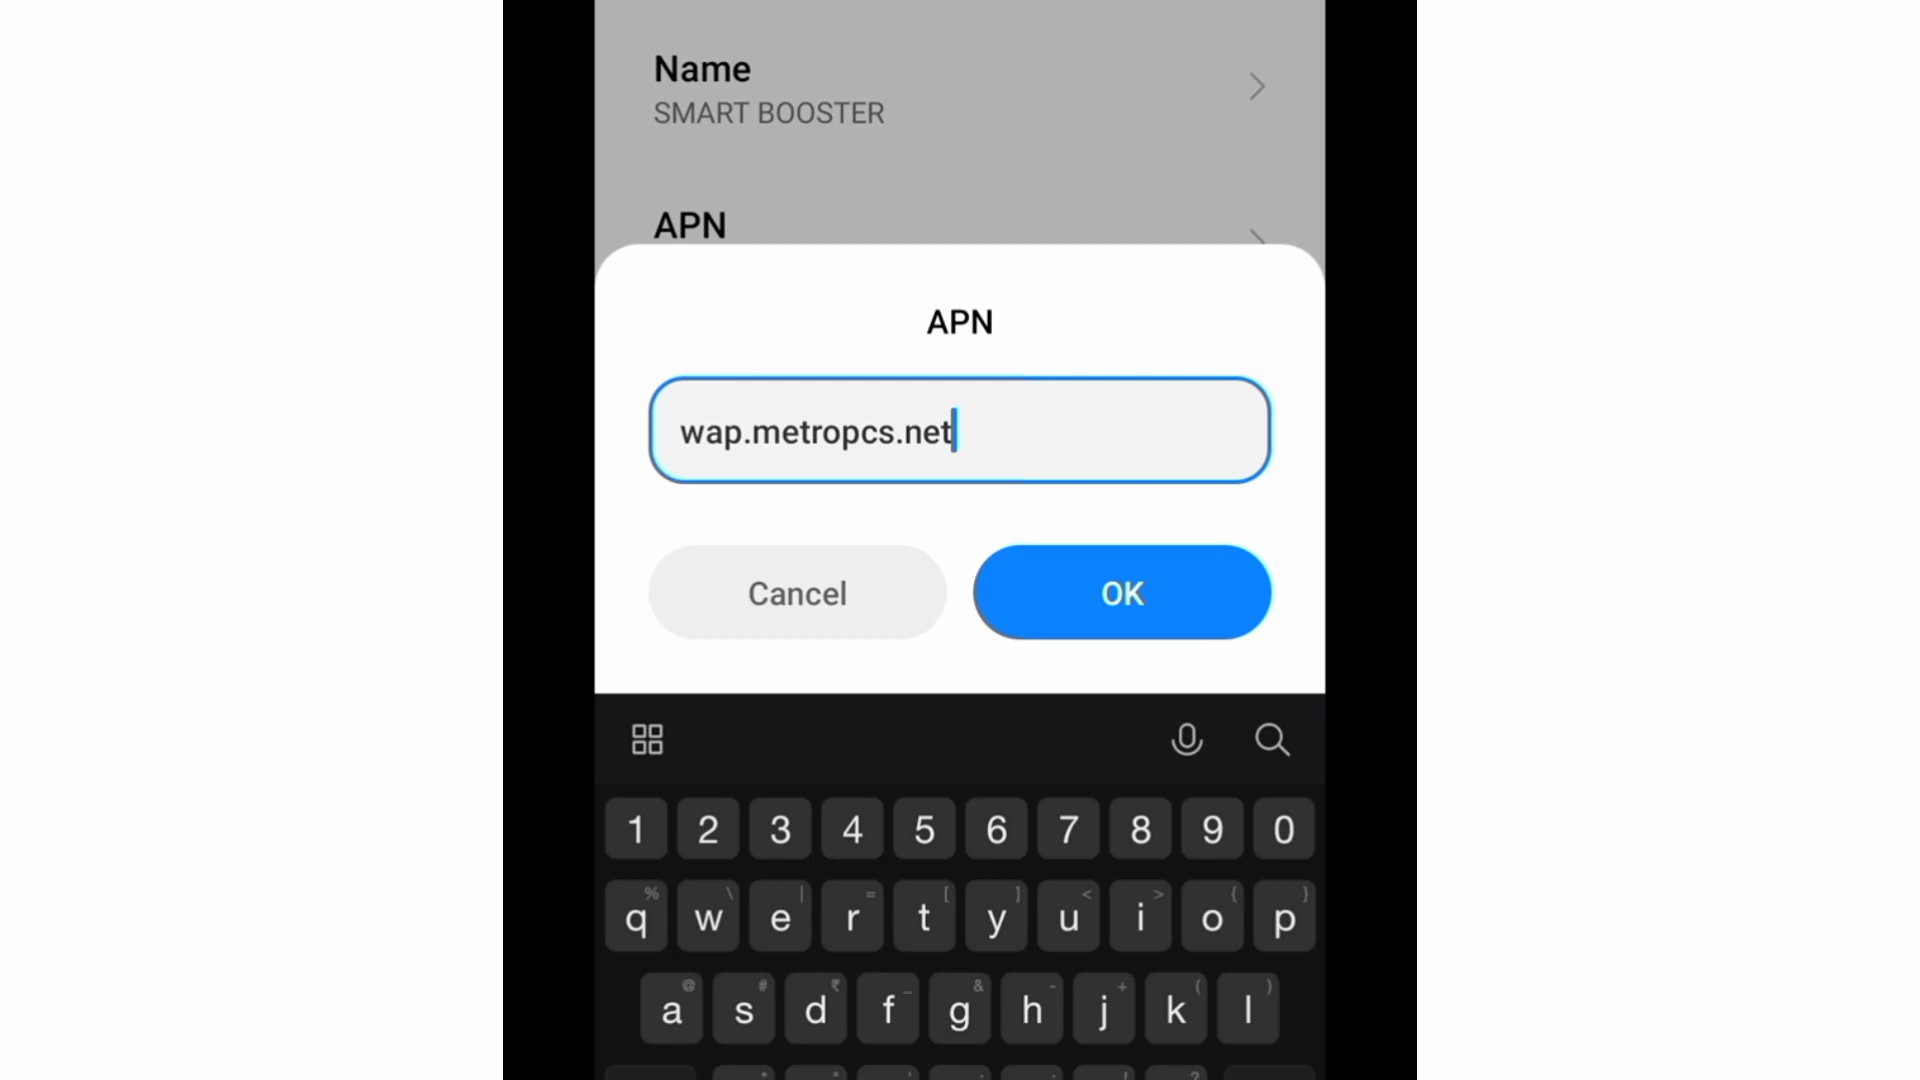 Name
SMART BOOSTER
APN
APN
wap.metropcs.net
Cancel OK
1 2 3 4 5 6 7 8 9 0
% \ | = [ ] < > { }
q w e r t y u i o p
@ # ₹ _ & - + ( )
a s d f g h j k l